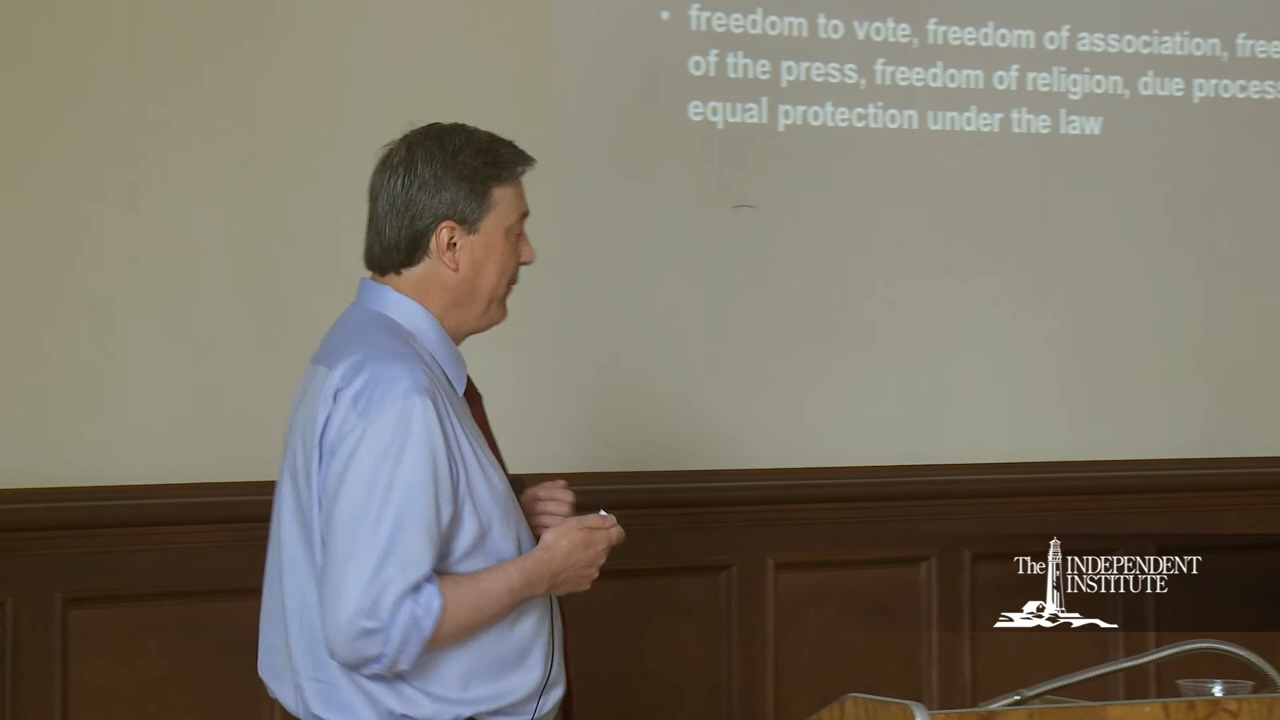 • freedom to vote, freedom of association,
of the press, freedom of religion, due
equal protection under the law
The INDEPENDENT
INSTITUTE